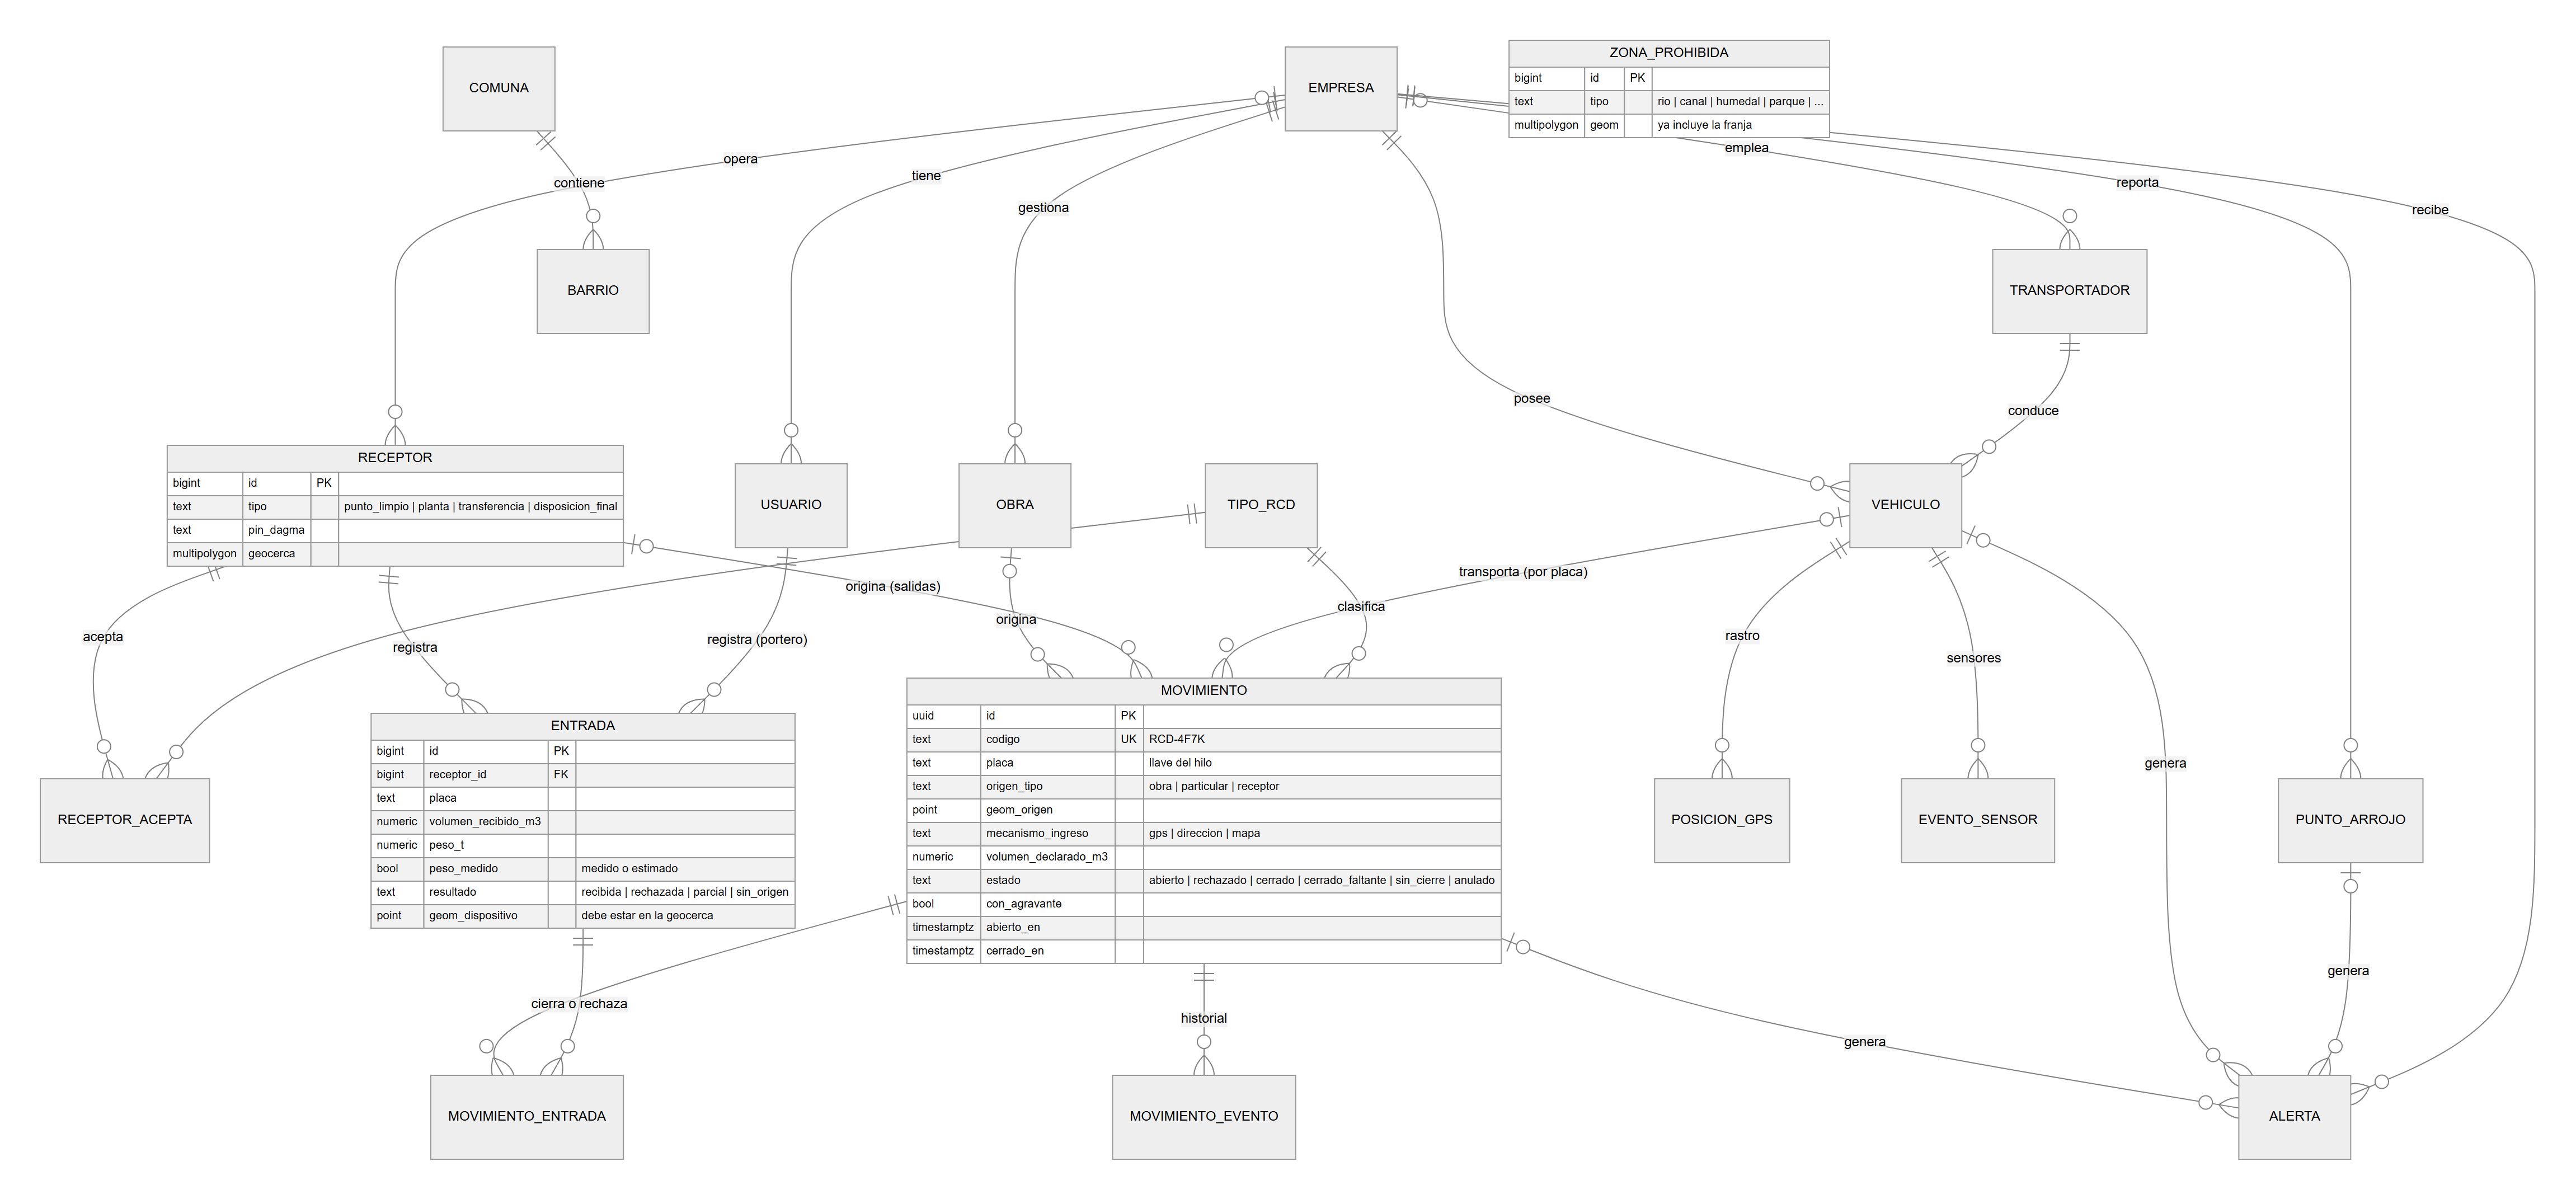 COMUNA
EMPRESA
ZONA_PROHIBIDA
bigint id PK
text tipo rio | canal | humedal | parque | ...
multipolygon geom ya incluye la franja
opera
contiene
tiene
gestiona
emplea
reporta
recibe
BARRIO
TRANSPORTADOR
posee
conduce
RECEPTOR
bigint id PK
text tipo punto_limpio | planta | transferencia | disposicion_final
text pin_dagma
multipolygon geocerca
USUARIO
OBRA
TIPO_RCD
VEHICULO
acepta
registra
registra (portero)
origina (salidas)
origina
clasifica
transporta (por placa)
rastro
sensores
genera
RECEPTOR_ACEPTA
ENTRADA
bigint id PK
bigint receptor_id FK
text placa
numeric volumen_recibido_m3
numeric peso_t
bool peso_medido medido o estimado
text resultado recibida | rechazada | parcial | sin_origen
point geom_dispositivo debe estar en la geocerca
MOVIMIENTO
uuid id PK
text codigo UK RCD-4F7K
text placa llave del hilo
text origen_tipo obra | particular | receptor
point geom_origen
text mecanismo_ingreso gps | direccion | mapa
numeric volumen_declarado_m3
text estado abierto | rechazado | cerrado | cerrado_faltante | sin_cierre | anulado
bool con_agravante
timestamptz abierto_en
timestamptz cerrado_en
POSICION_GPS
EVENTO_SENSOR
PUNTO_ARROJO
cierra o rechaza
historial
genera
genera
MOVIMIENTO_ENTRADA
MOVIMIENTO_EVENTO
ALERTA